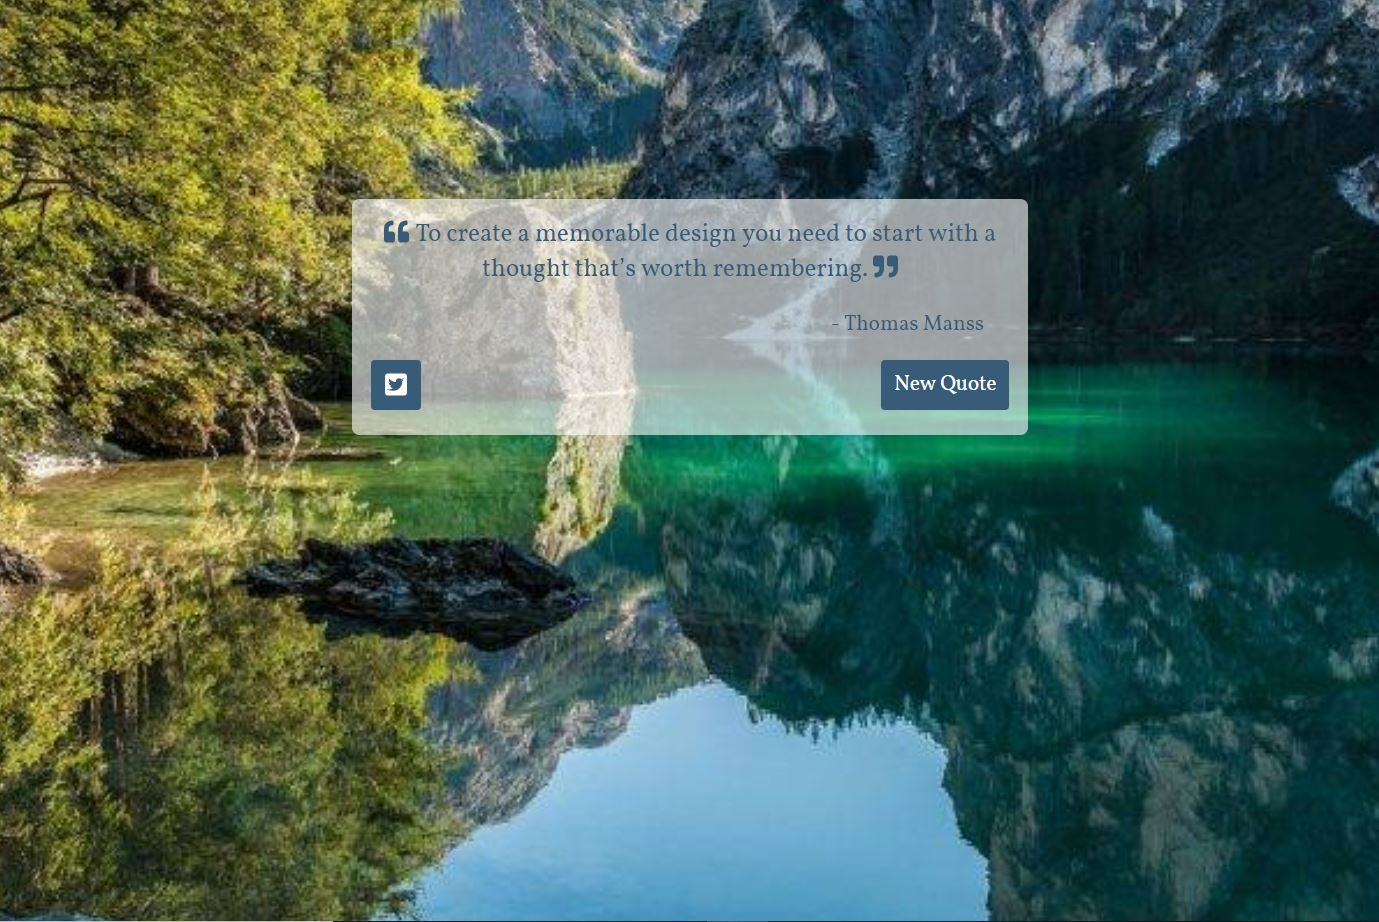 ❝ To create a memorable design you need to start with a
thought that’s worth remembering. ❞
- Thomas Manss
New Quote